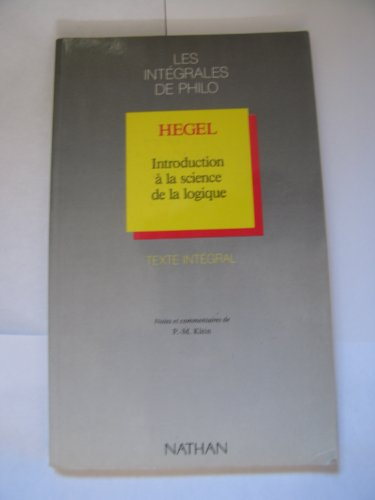 LES
INTÉGRALES
DE PHILO
HEGEL
Introduction
à la science
de la logique
TEXTE INTÉGRAL
Notes et commentaires de
P.-M. Klein
NATHAN